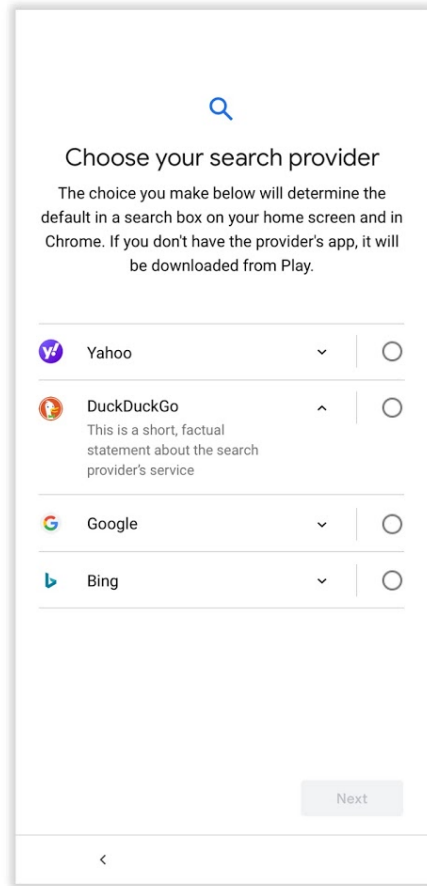 Choose your search provider
The choice you make below will determine the
default in a search box on your home screen and in
Chrome. If you don't have the provider's app, it will
be downloaded from Play.
Yahoo
DuckDuckGo
This is a short, factual
statement about the search
provider's service
Google
Bing
Next